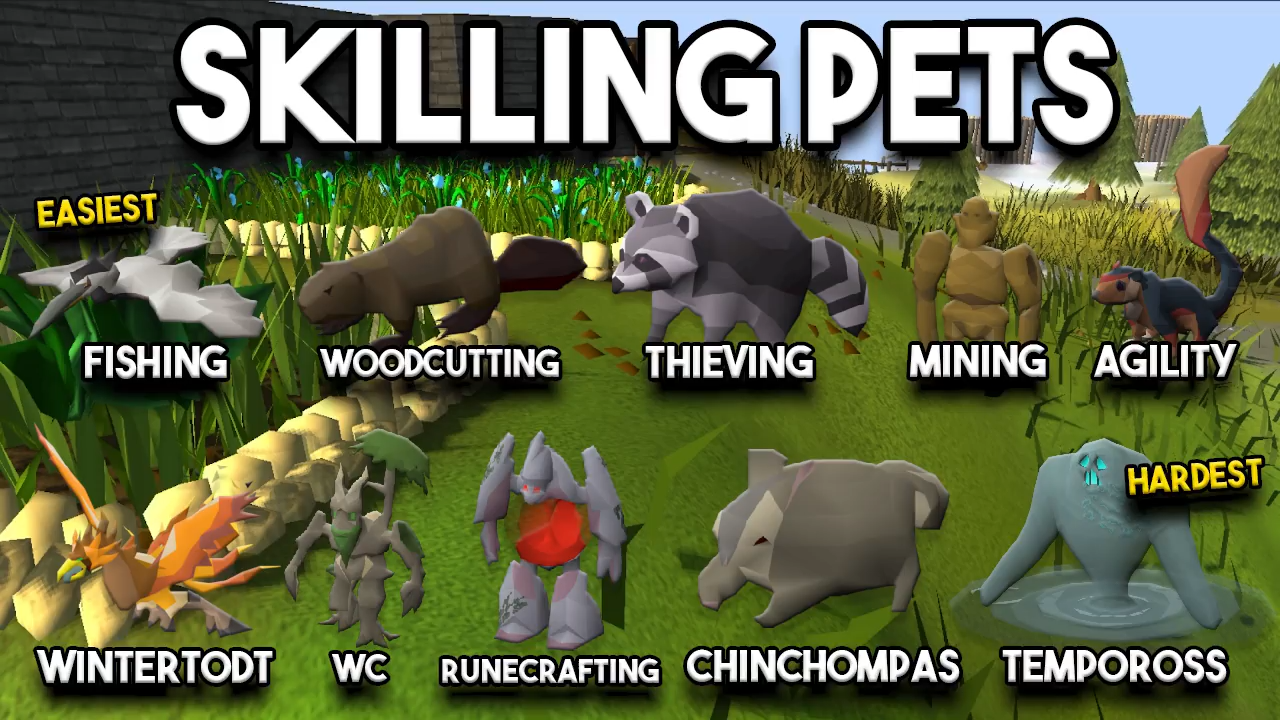 SKILLING PETS
EASIEST
FISHING
WOODCUTTING
THIEVING
MINING
AGILITY
HARDEST
WINTERTODT
WC
RUNECRAFTING
CHINCHOMPAS
TEMPOROSS